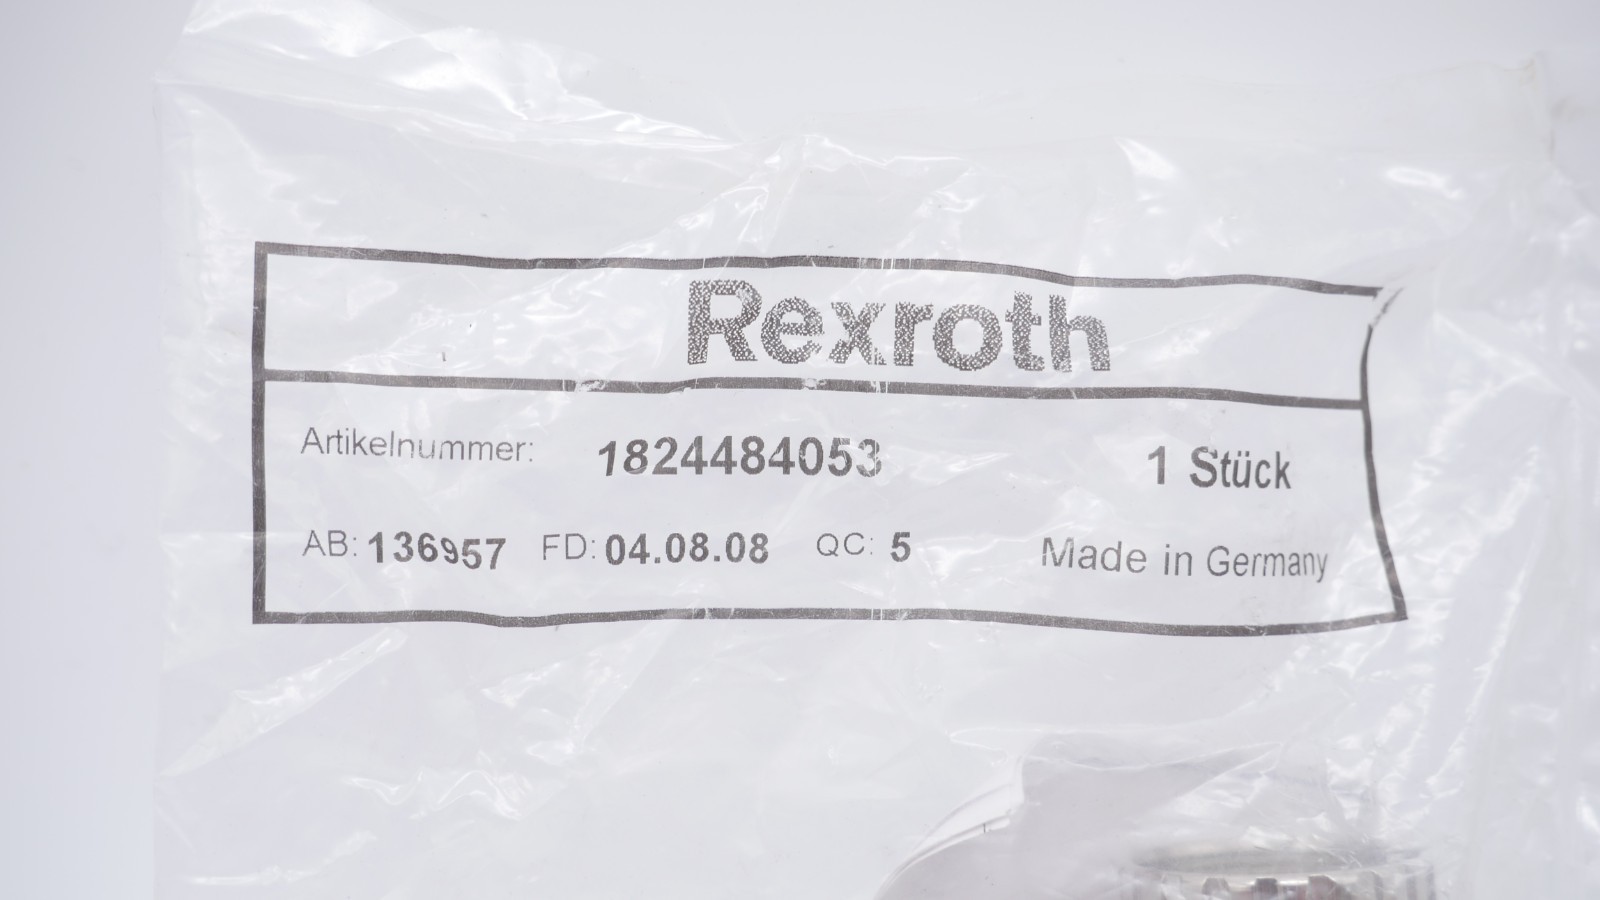 Rexroth
Artikelnummer: 1824484053 1 Stück
AB: 136957 FD: 04.08.08 QC: 5 Made in Germany